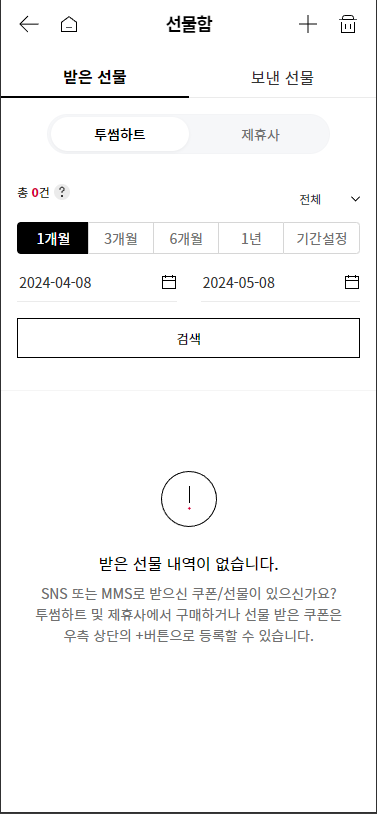 선물함
받은 선물
보낸 선물
투썸하트
제휴사
총 0건 ?
전체
1개월
3개월
6개월
1년
기간설정
2024-04-08
2024-05-08
검색
받은 선물 내역이 없습니다.
SNS 또는 MMS로 받으신 쿠폰/선물이 있으신가요?
투썸하트 및 제휴사에서 구매하거나 선물 받은 쿠폰은
우측 상단의 +버튼으로 등록할 수 있습니다.